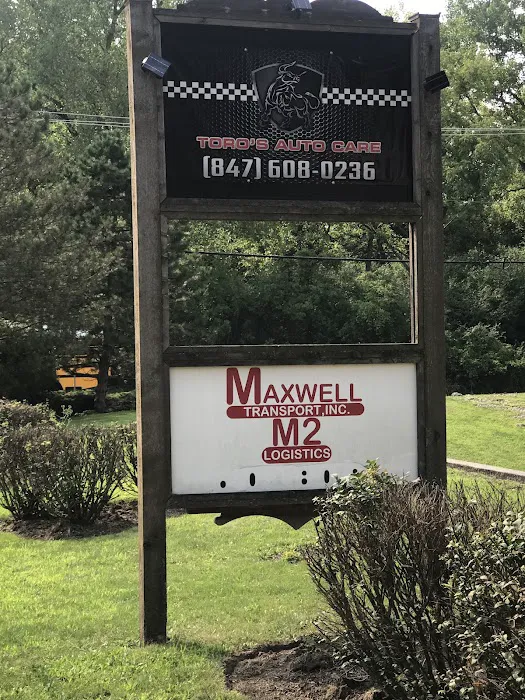 TORO'S AUTO CARE
(847) 608-0236
MAXWELL
TRANSPORT, INC.
M2
LOGISTICS